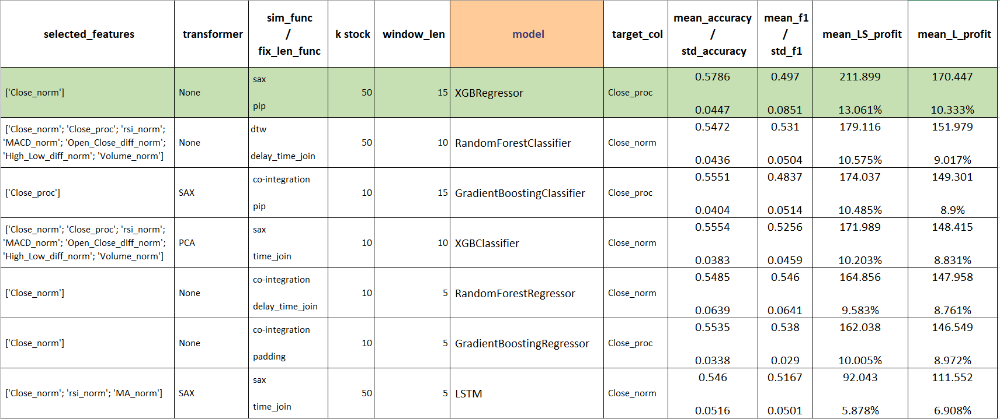 selected_features transformer sim_func / fix_len_func k stock window_len model target_col mean_accuracy / std_accuracy mean_f1 / std_f1 mean_LS_profit mean_L_profit
['Close_norm'] None sax pip 50 15 XGBRegressor Close_proc 0.5786 0.0447 0.497 0.0851 211.899 13.061% 170.447 10.333%
['Close_norm'; 'Close_proc'; 'rsi_norm';
'MACD_norm'; 'Open_Close_diff_norm';
'High_Low_diff_norm'; 'Volume_norm'] None dtw delay_time_join 50 10 RandomForestClassifier Close_norm 0.5472 0.0436 0.531 0.0504 179.116 10.575% 151.979 9.017%
['Close_proc'] SAX co-integration pip 10 15 GradientBoostingClassifier Close_proc 0.5551 0.0404 0.4837 0.0514 174.037 10.485% 149.301 8.9%
['Close_norm'; 'Close_proc'; 'rsi_norm';
'MACD_norm'; 'Open_Close_diff_norm';
'High_Low_diff_norm'; 'Volume_norm'] PCA sax time_join 10 10 XGBClassifier Close_norm 0.5554 0.0383 0.5256 0.0459 171.989 10.203% 148.415 8.831%
['Close_norm'] None co-integration delay_time_join 10 5 RandomForestRegressor Close_norm 0.5485 0.0639 0.546 0.0641 164.856 9.583% 147.958 8.761%
['Close_norm'] None co-integration padding 10 5 GradientBoostingRegressor Close_proc 0.5535 0.0338 0.538 0.029 162.038 10.005% 146.549 8.972%
['Close_norm'; 'rsi_norm'; 'MA_norm'] SAX sax time_join 50 5 LSTM Close_norm 0.546 0.0516 0.5167 0.0501 92.043 5.878% 111.552 6.908%